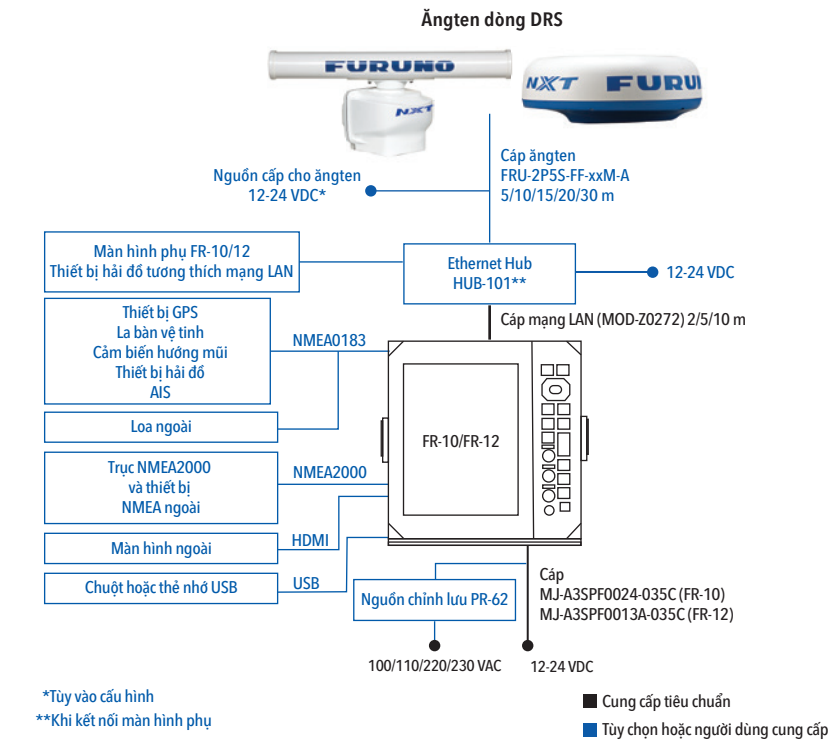 Ăngten dòng DRS
FURUNO
NXT
NXT FURU
Nguồn cấp cho ăngten
12-24 VDC*
Cáp ăngten
FRU-2P5S-FF-xxM-A
5/10/15/20/30 m
Màn hình phụ FR-10/12
Thiết bị hải đồ tương thích mạng LAN
Ethernet Hub
HUB-101**
12-24 VDC
Cáp mạng LAN (MOD-Z0272) 2/5/10 m
Thiết bị GPS
La bàn vệ tinh
Cảm biến hướng mũi
Thiết bị hải đồ
AIS
NMEA0183
Loa ngoài
FR-10/FR-12
Trục NMEA2000
và thiết bị
NMEA ngoài
NMEA2000
Màn hình ngoài
HDMI
Chuột hoặc thẻ nhớ USB
USB
Nguồn chỉnh lưu PR-62
Cáp
MJ-A3SPF0024-035C (FR-10)
MJ-A3SPF0013A-035C (FR-12)
100/110/220/230 VAC
12-24 VDC
*Tùy vào cấu hình
**Khi kết nối màn hình phụ
Cung cấp tiêu chuẩn
Tùy chọn hoặc người dùng cung cấp